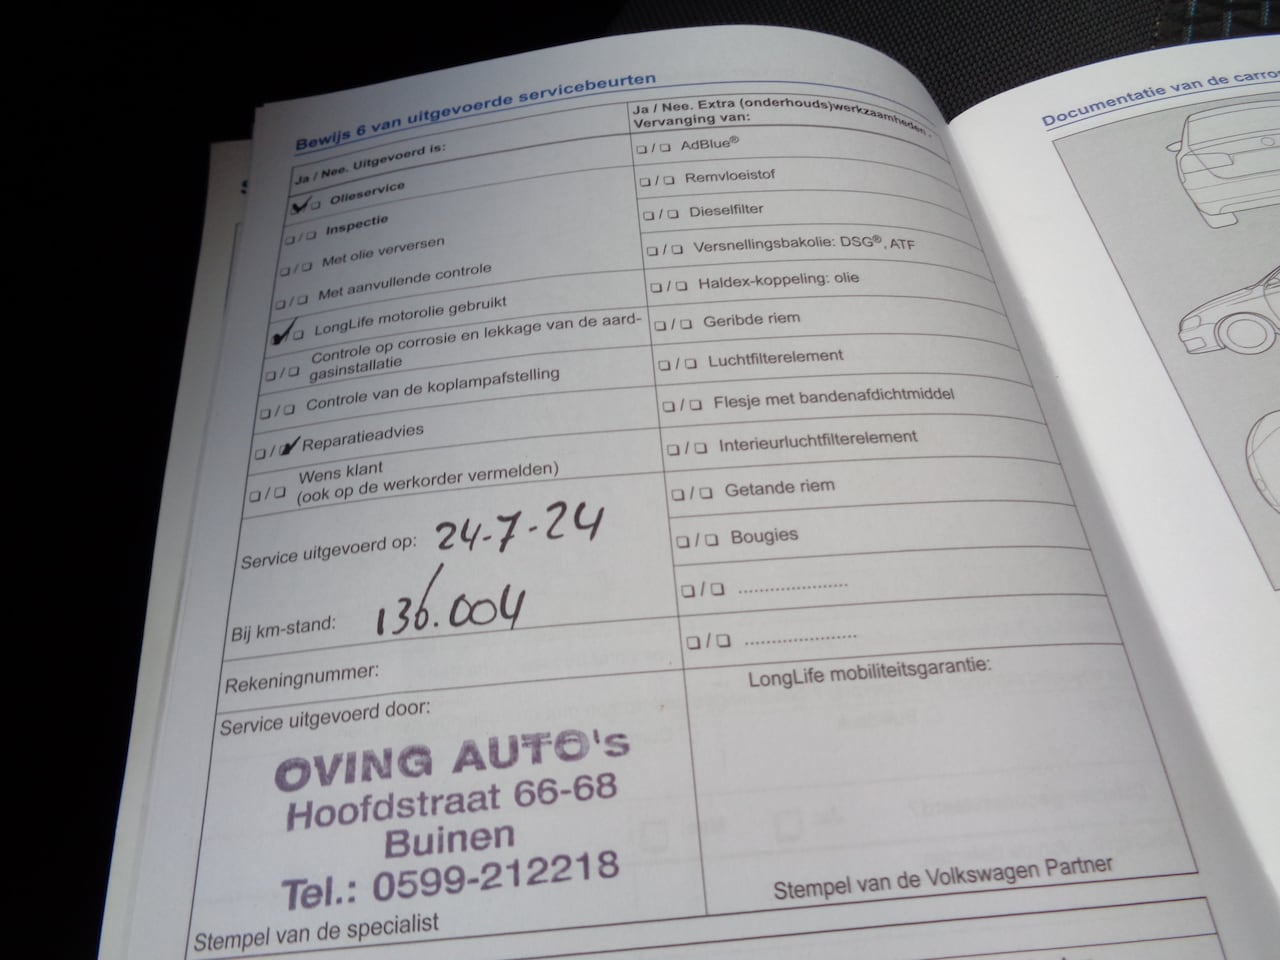 Bewijs 6 van uitgevoerde servicebeurten
Ja / Nee. Uitgevoerd is:
✓ ❏ Olieservice
❏ / ❏ Inspectie
❏ / ❏ Met olie verversen
❏ / ❏ Met aanvullende controle
✓ ❏ LongLife motorolie gebruikt
❏ / ❏ Controle op corrosie en lekkage van de aard-
gasinstallatie
❏ / ❏ Controle van de koplampafstelling
❏ / ✓ Reparatieadvies
❏ / ❏ Wens klant
(ook op de werkorder vermelden)
Service uitgevoerd op: 24-7-24
Bij km-stand: 136.004
Rekeningnummer:
Service uitgevoerd door:
OVING AUTO's
Hoofdstraat 66-68
Buinen
Tel.: 0599-212218
Stempel van de specialist
Ja / Nee. Extra (onderhouds)werkzaamheden -
Vervanging van:
❏ / ❏ AdBlue®
❏ / ❏ Remvloeistof
❏ / ❏ Dieselfilter
❏ / ❏ Versnellingsbakolie: DSG®, ATF
❏ / ❏ Haldex-koppeling: olie
❏ / ❏ Geribde riem
❏ / ❏ Luchtfilterelement
❏ / ❏ Flesje met bandenafdichtmiddel
❏ / ❏ Interieurluchtfilterelement
❏ / ❏ Getande riem
❏ / ❏ Bougies
❏ / ❏ .....................
❏ / ❏ .....................
LongLife mobiliteitsgarantie:
Stempel van de Volkswagen Partner
Documentatie van de carros